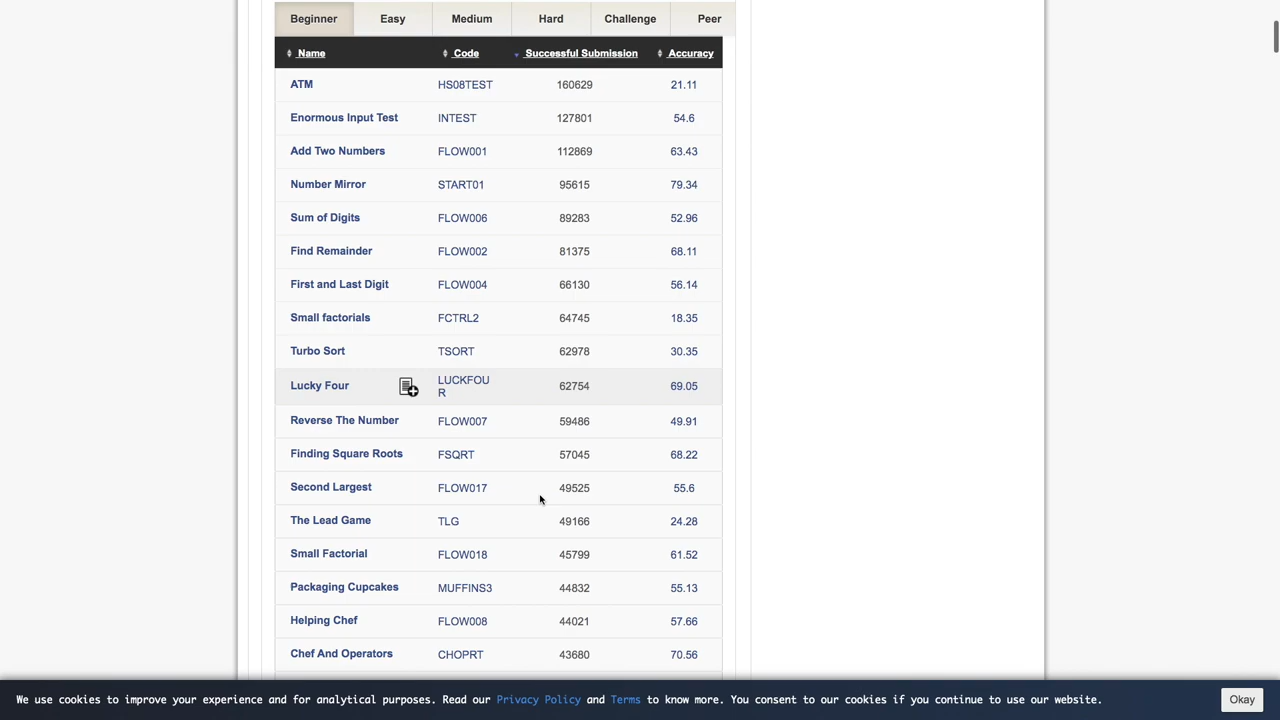 Beginner Easy Medium Hard Challenge Peer
Name Code Successful Submission Accuracy
ATM HS08TEST 160629 21.11
Enormous Input Test INTEST 127801 54.6
Add Two Numbers FLOW001 112869 63.43
Number Mirror START01 95615 79.34
Sum of Digits FLOW006 89283 52.96
Find Remainder FLOW002 81375 68.11
First and Last Digit FLOW004 66130 56.14
Small factorials FCTRL2 64745 18.35
Turbo Sort TSORT 62978 30.35
Lucky Four LUCKFOU 62754 69.05
R
Reverse The Number FLOW007 59486 49.91
Finding Square Roots FSQRT 57045 68.22
Second Largest FLOW017 49525 55.6
The Lead Game TLG 49166 24.28
Small Factorial FLOW018 45799 61.52
Packaging Cupcakes MUFFINS3 44832 55.13
Helping Chef FLOW008 44021 57.66
Chef And Operators CHOPRT 43680 70.56
We use cookies to improve your experience and for analytical purposes. Read our Privacy Policy and Terms to know more. You consent to our cookies if you continue to use our website. Okay